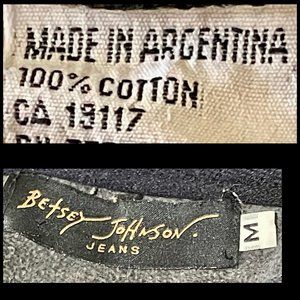 MADE IN ARGENTINA
100% COTTON
CA 13117
BETSEY JOHNSON.
JEANS
M